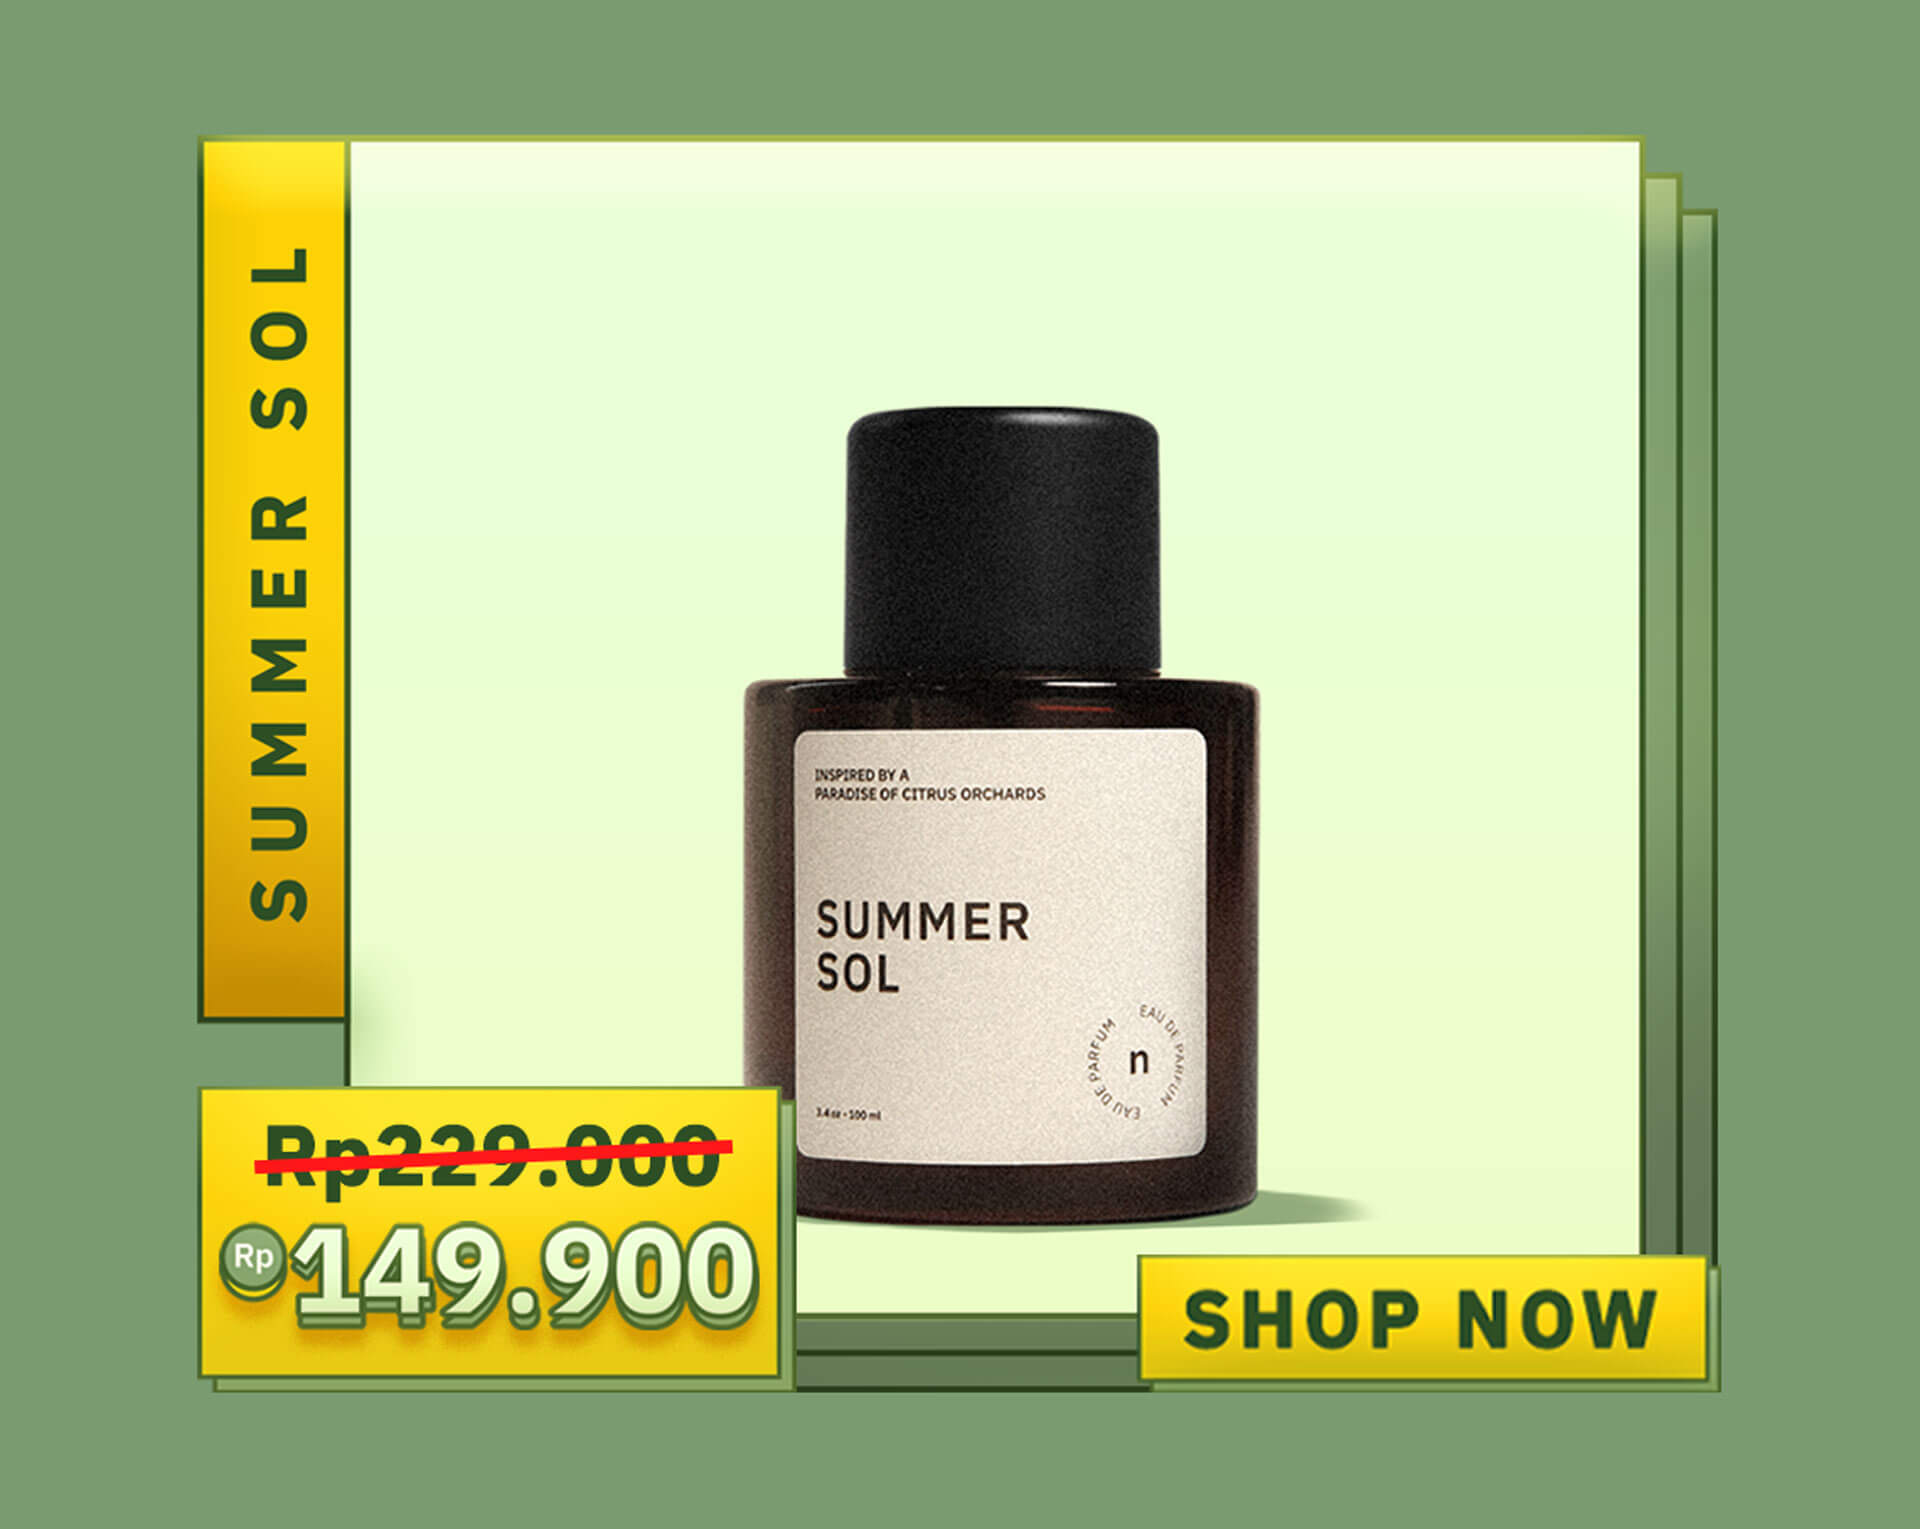 SUMMER SOL
INSPIRED BY A
PARADISE OF CITRUS ORCHARDS
SUMMER
SOL
EAU DE PARFUM EAU DE PARFUM
n
3.4 oz - 100 ml
Rp229.000
Rp 149.900
SHOP NOW